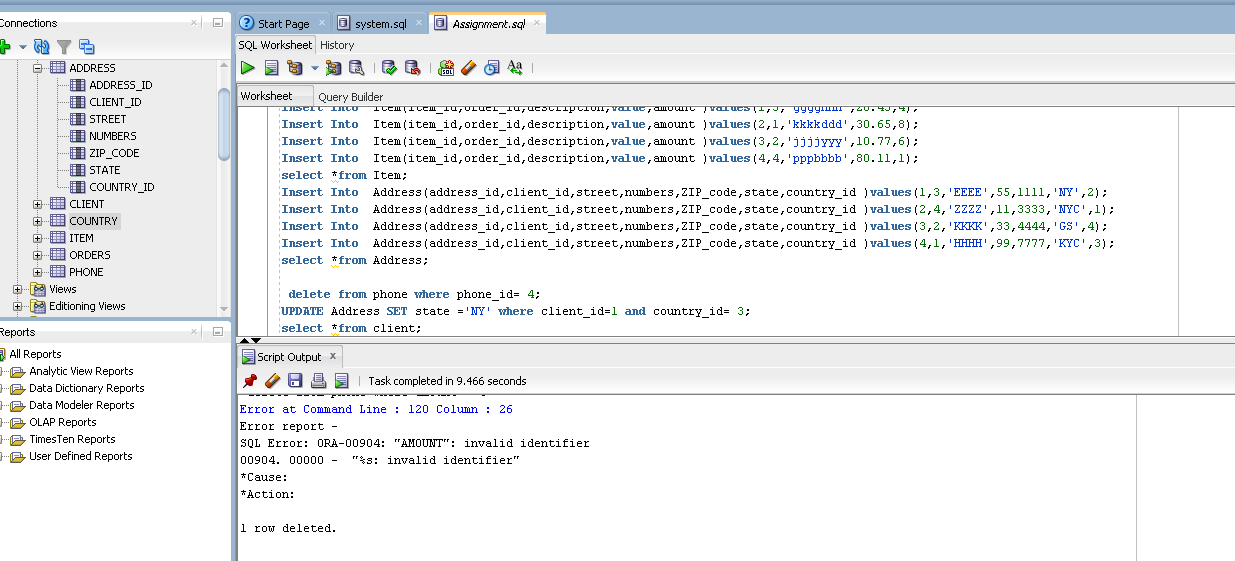 Connections
Start Page
system.sql
Assignment.sql
SQL Worksheet History
Worksheet Query Builder
ADDRESS
ADDRESS_ID
CLIENT_ID
STREET
NUMBERS
ZIP_CODE
STATE
COUNTRY_ID
CLIENT
COUNTRY
ITEM
ORDERS
PHONE
Views
Editioning Views
Reports
All Reports
Analytic View Reports
Data Dictionary Reports
Data Modeler Reports
OLAP Reports
TimesTen Reports
User Defined Reports
Insert Into Item(item_id,order_id,description,value,amount )values(2,1,'kkkkddd',30.65,8);
Insert Into Item(item_id,order_id,description,value,amount )values(3,2,'jjjjyyy',10.77,6);
Insert Into Item(item_id,order_id,description,value,amount )values(4,4,'pppbbbb',80.11,1);
select *from Item;
Insert Into Address(address_id,client_id,street,numbers,ZIP_code,state,country_id )values(1,3,'EEEE',55,1111,'NY',2);
Insert Into Address(address_id,client_id,street,numbers,ZIP_code,state,country_id )values(2,4,'ZZZZ',11,3333,'NYC',1);
Insert Into Address(address_id,client_id,street,numbers,ZIP_code,state,country_id )values(3,2,'KKKK',33,4444,'GS',4);
Insert Into Address(address_id,client_id,street,numbers,ZIP_code,state,country_id )values(4,1,'HHHH',99,7777,'KYC',3);
select *from Address;
delete from phone where phone_id= 4;
UPDATE Address SET state ='NY' where client_id=1 and country_id= 3;
select *from client;
Script Output
Task completed in 9.466 seconds
Error at Command Line : 120 Column : 26
Error report -
SQL Error: ORA-00904: "AMOUNT": invalid identifier
00904. 00000 - "%s: invalid identifier"
*Cause:
*Action:
1 row deleted.